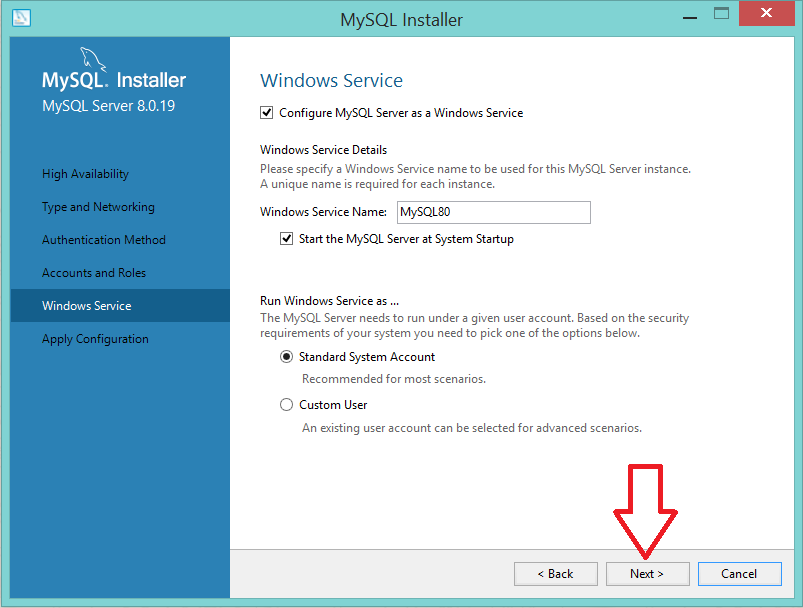 MySQL Installer
MySQL. Installer
MySQL Server 8.0.19
High Availability
Type and Networking
Authentication Method
Accounts and Roles
Windows Service
Apply Configuration
Windows Service
Configure MySQL Server as a Windows Service
Windows Service Details
Please specify a Windows Service name to be used for this MySQL Server instance.
A unique name is required for each instance.
Windows Service Name: MySQL80
Start the MySQL Server at System Startup
Run Windows Service as ...
The MySQL Server needs to run under a given user account. Based on the security
requirements of your system you need to pick one of the options below.
Standard System Account
Recommended for most scenarios.
Custom User
An existing user account can be selected for advanced scenarios.
< Back Next > Cancel